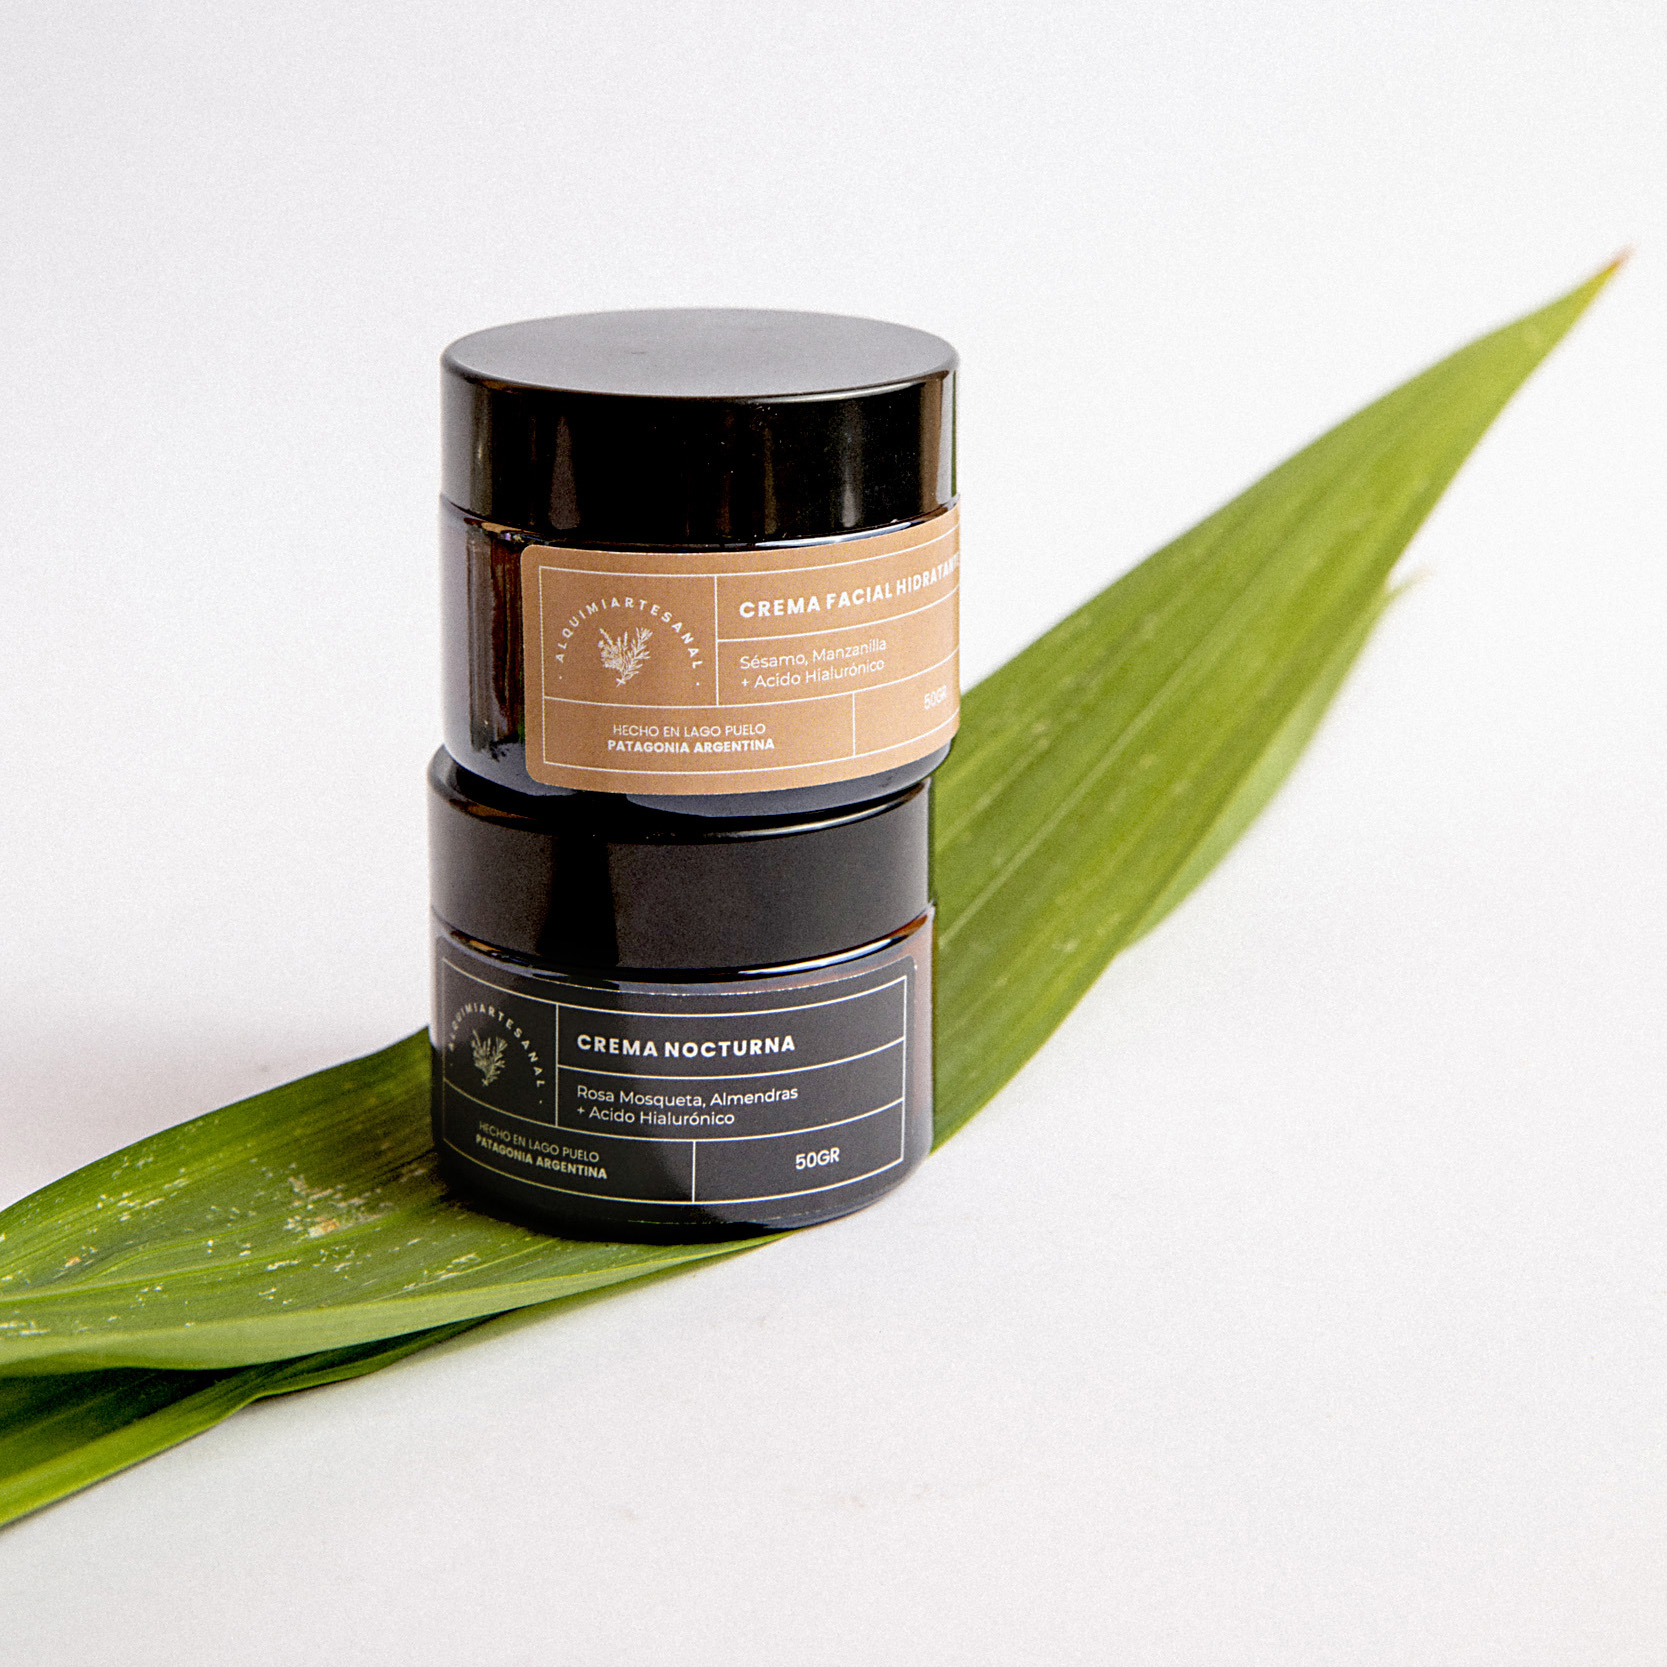 ALQUIMIARTESANAL
CREMA FACIAL HIDRATANTE
Sésamo, Manzanilla
+ Acido Hialurónico
HECHO EN LAGO PUELO
PATAGONIA ARGENTINA
50GR
ALQUIMIARTESANAL
CREMA NOCTURNA
Rosa Mosqueta, Almendras
+ Acido Hialurónico
HECHO EN LAGO PUELO
PATAGONIA ARGENTINA
50GR